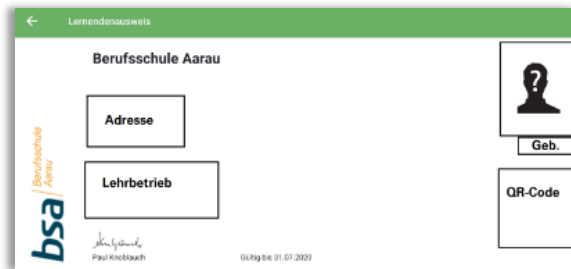 Lernendenausweis
Berufsschule Aarau
?
Adresse
Geb.
Lehrbetrieb
QR-Code
bsa
Berufsschule
Aarau
Paul Knoblauch
Gültig bis 31.07.2020